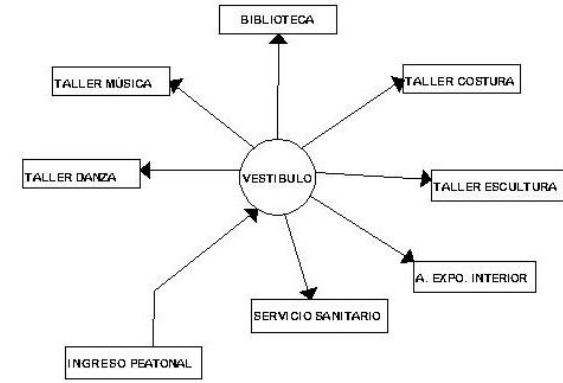 BIBLIOTECA
TALLER MÚSICA
TALLER COSTURA
TALLER DANZA
VESTIBULO
TALLER ESCULTURA
A. EXPO. INTERIOR
SERVICIO SANITARIO
INGRESO PEATONAL